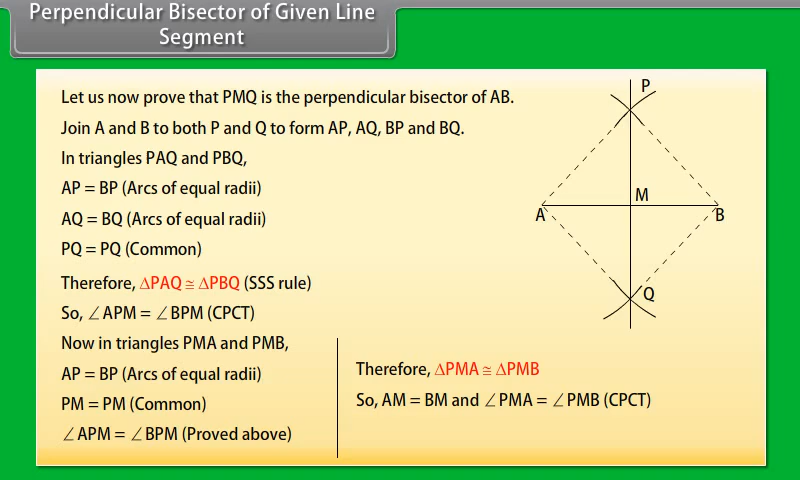 Perpendicular Bisector of Given Line
Segment
Let us now prove that PMQ is the perpendicular bisector of AB.
Join A and B to both P and Q to form AP, AQ, BP and BQ.
In triangles PAQ and PBQ,
AP = BP (Arcs of equal radii)
AQ = BQ (Arcs of equal radii)
PQ = PQ (Common)
Therefore, ΔPAQ ≅ ΔPBQ (SSS rule)
So, ∠APM = ∠BPM (CPCT)
Now in triangles PMA and PMB,
AP = BP (Arcs of equal radii)
PM = PM (Common)
∠APM = ∠BPM (Proved above)
Therefore, ΔPMA ≅ ΔPMB
So, AM = BM and ∠PMA = ∠PMB (CPCT)
P
M
A
B
Q